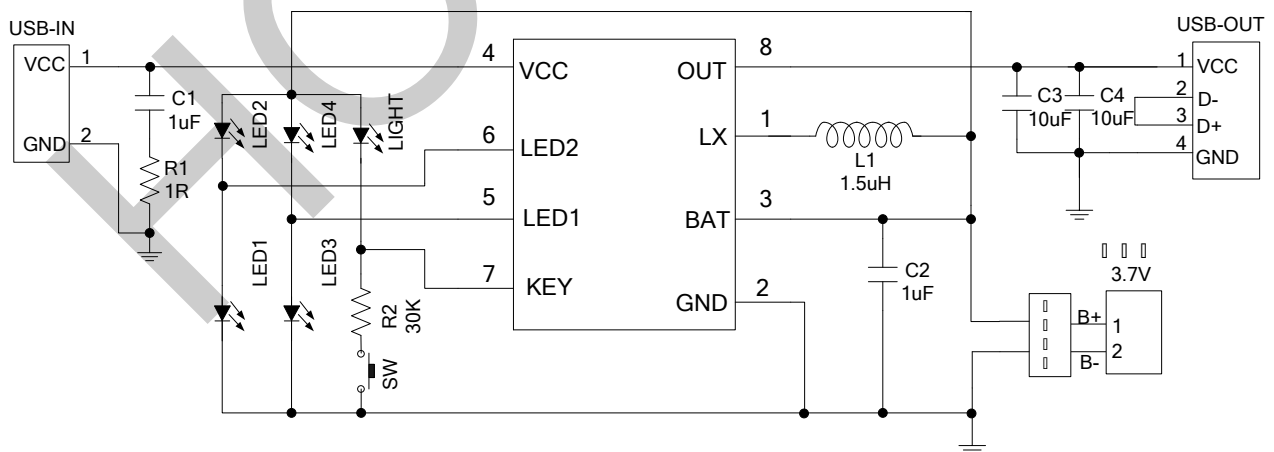 USB-IN
VCC 1
GND 2
C1
1uF
R1
1R
LED2
LED4
LIGHT
LED1
LED3
R2
30K
SW
4 VCC
6 LED2
5 LED1
7 KEY
OUT 8
LX 1
BAT 3
GND 2
L1
1.5uH
C2
1uF
C3
10uF
C4
10uF
USB-OUT
1 VCC
2 D-
3 D+
4 GND
3.7V
B+ 1
B- 2